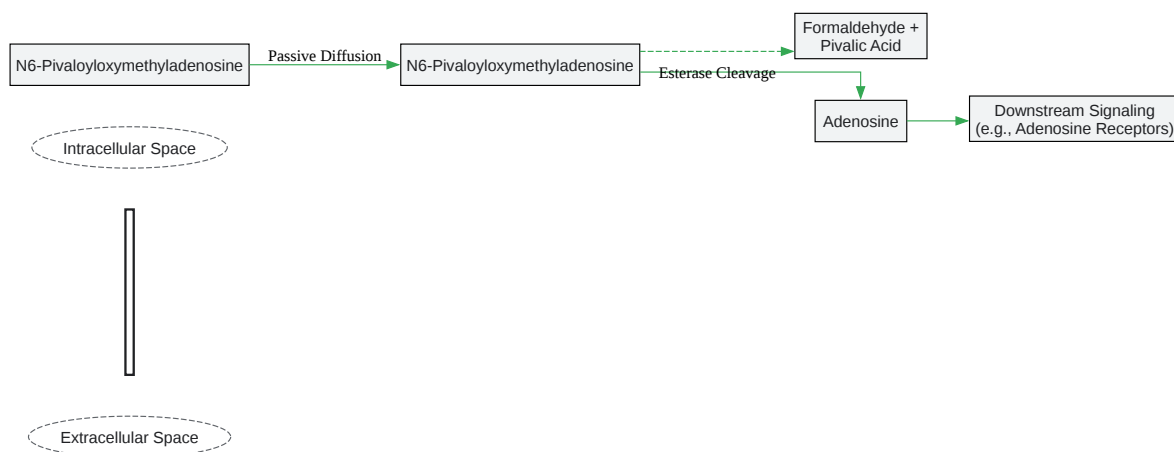 Formaldehyde +
Pivalic Acid
N6-Pivaloyloxymethyladenosine
Passive Diffusion
N6-Pivaloyloxymethyladenosine
Esterase Cleavage
Adenosine
Downstream Signaling
(e.g., Adenosine Receptors)
Intracellular Space
Extracellular Space